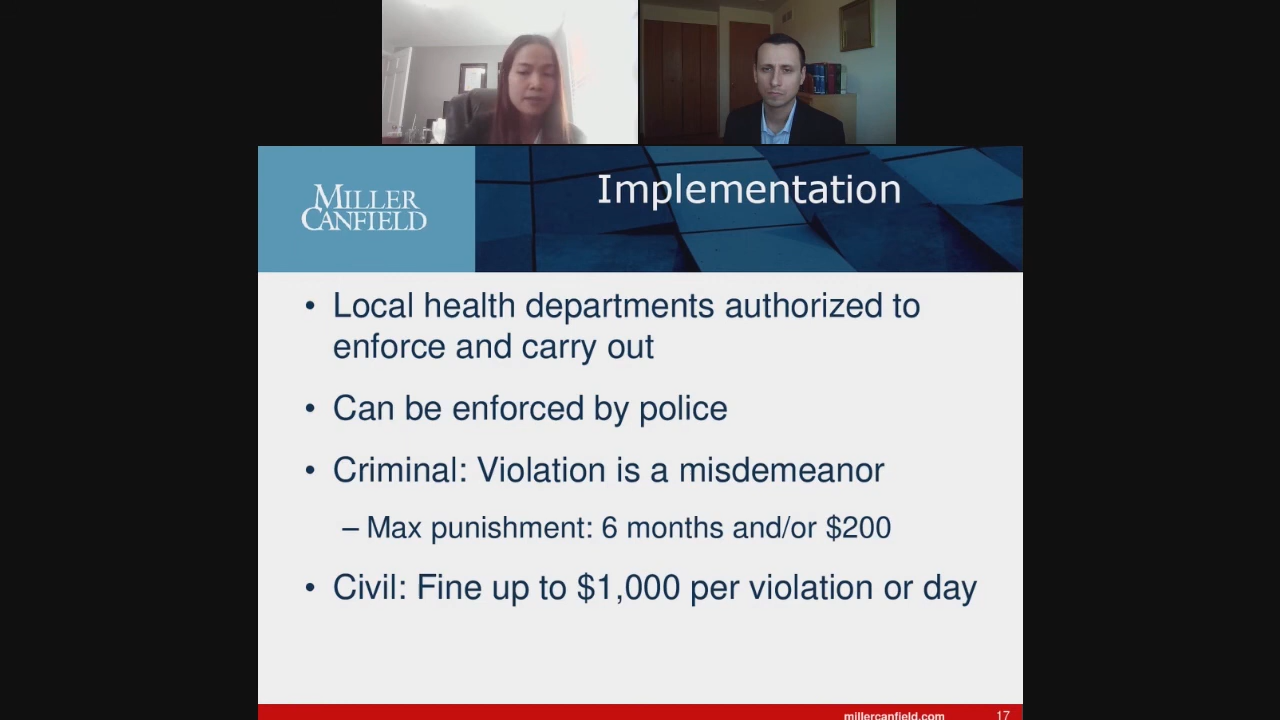 MILLER
CANFIELD
Implementation
• Local health departments authorized to
enforce and carry out
• Can be enforced by police
• Criminal: Violation is a misdemeanor
– Max punishment: 6 months and/or $200
• Civil: Fine up to $1,000 per violation or day
millercanfield.com
17